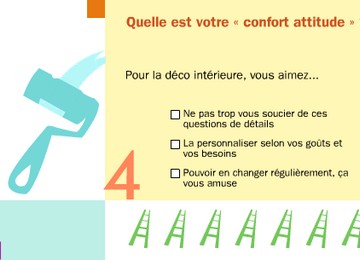 Quelle est votre « confort attitude »
Pour la déco intérieure, vous aimez...
Ne pas trop vous soucier de ces
questions de détails
La personnaliser selon vos goûts et
vos besoins
Pouvoir en changer régulièrement, ça
vous amuse
4